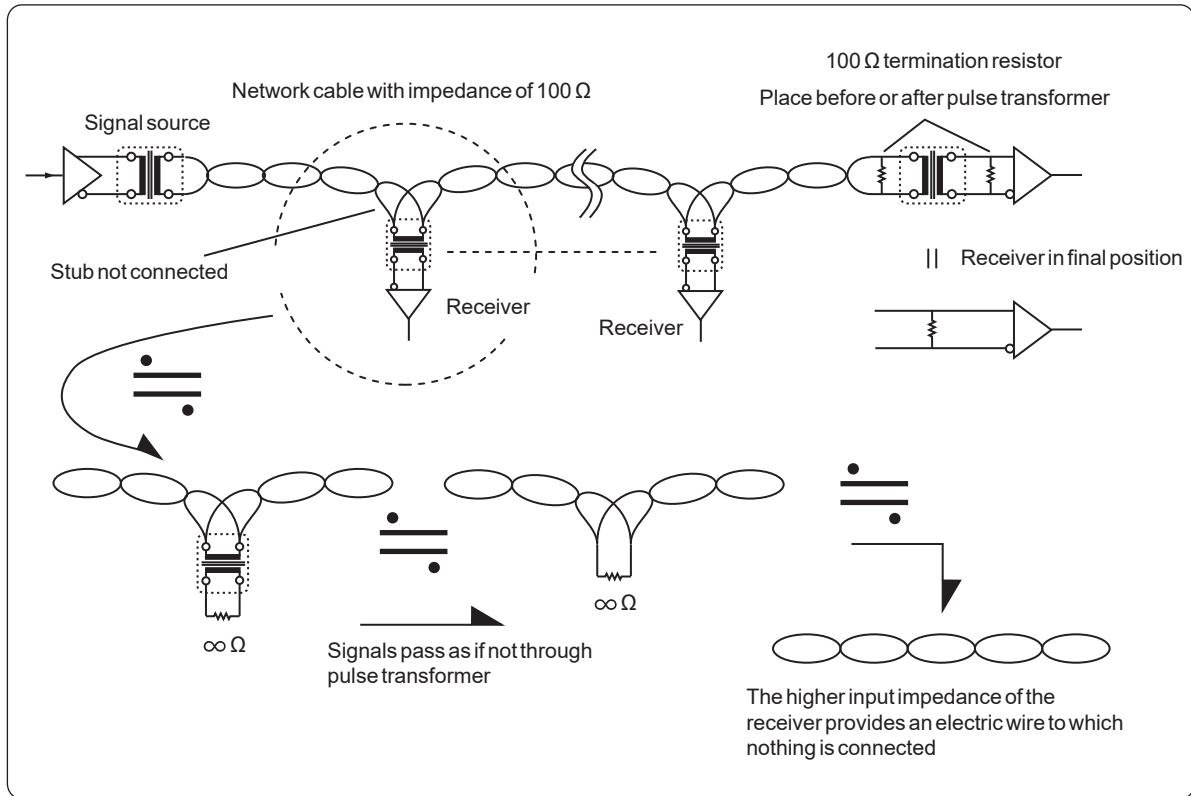 100 Ω termination resistor
Network cable with impedance of 100 Ω
Place before or after pulse transformer
Signal source
Stub not connected
Receiver
Receiver
|| Receiver in final position
∞ Ω
∞ Ω
Signals pass as if not through
pulse transformer
The higher input impedance of the
receiver provides an electric wire to which
nothing is connected